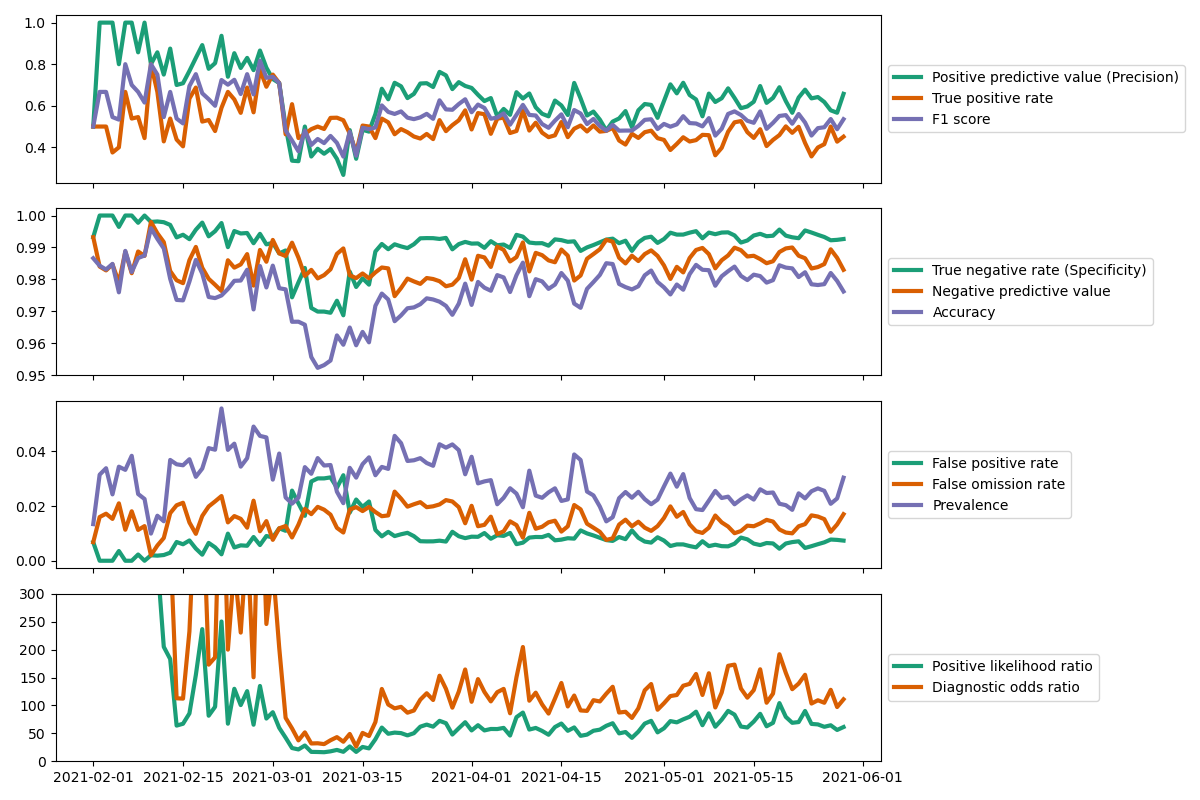 1.0
0.8
0.6
0.4
Positive predictive value (Precision)
True positive rate
F1 score
1.00
0.99
0.98
0.97
0.96
0.95
True negative rate (Specificity)
Negative predictive value
Accuracy
0.04
0.02
0.00
False positive rate
False omission rate
Prevalence
300
250
200
150
100
50
0
Positive likelihood ratio
Diagnostic odds ratio
2021-02-01 2021-02-15 2021-03-01 2021-03-15 2021-04-01 2021-04-15 2021-05-01 2021-05-15 2021-06-01